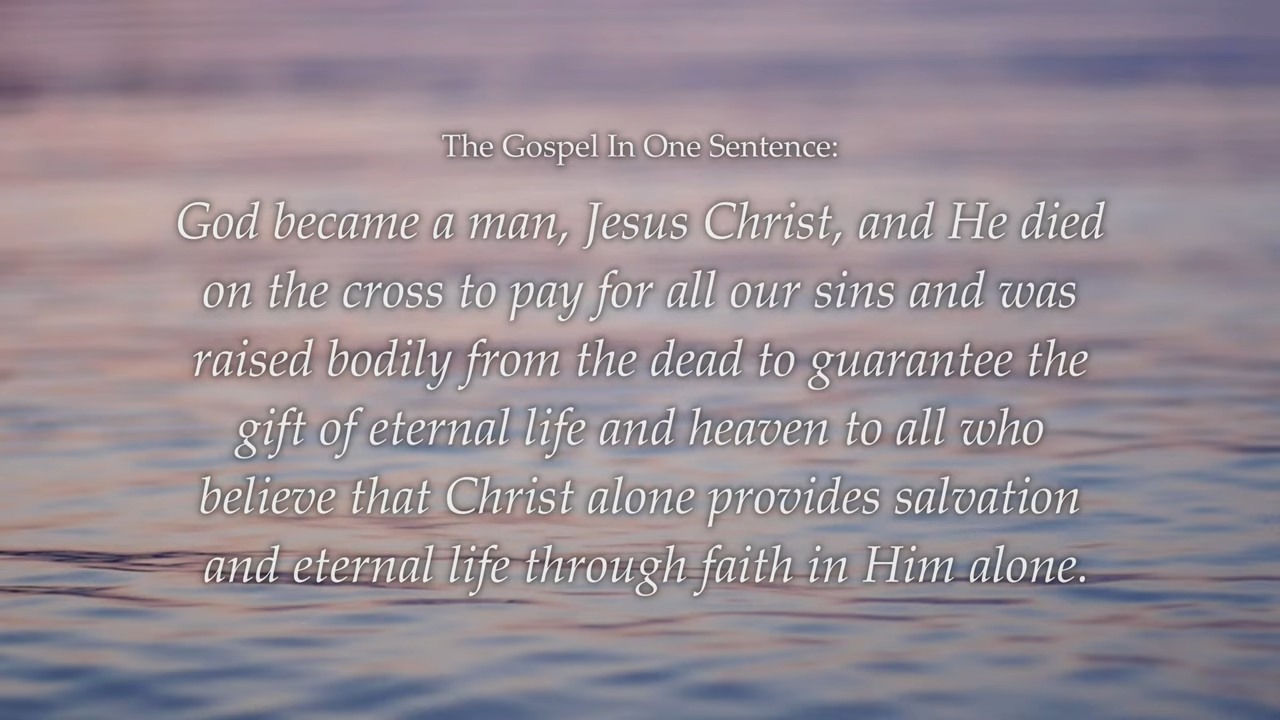 The Gospel In One Sentence:
God became a man, Jesus Christ, and He died
on the cross to pay for all our sins and was
raised bodily from the dead to guarantee the
gift of eternal life and heaven to all who
believe that Christ alone provides salvation
and eternal life through faith in Him alone.